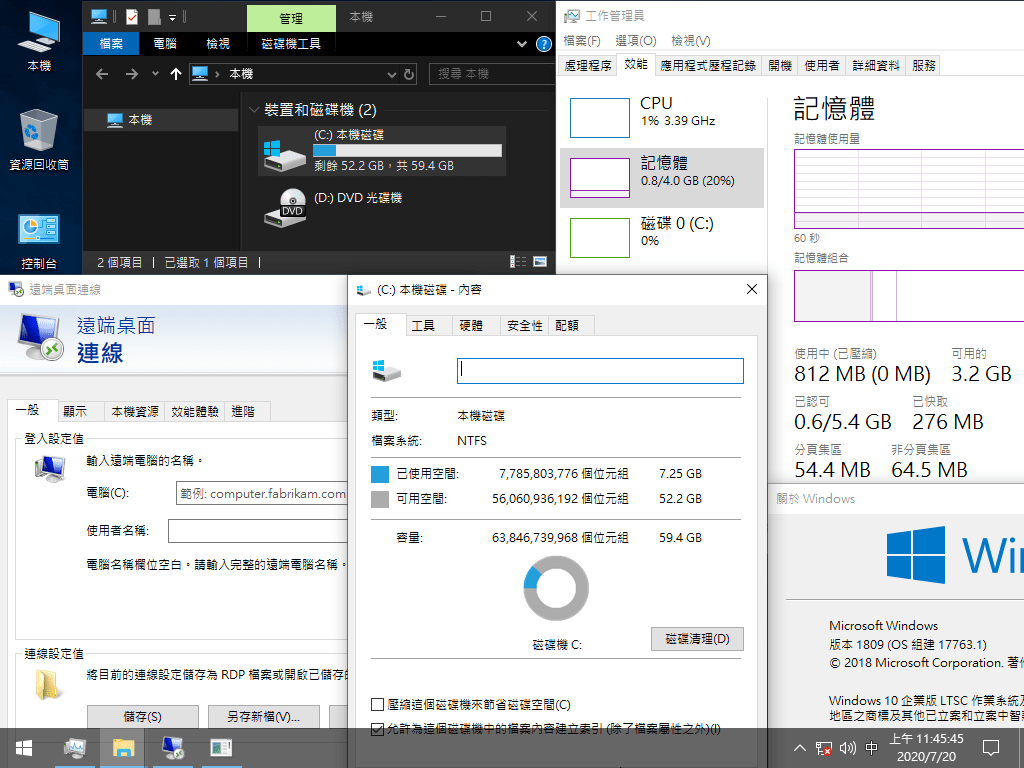 本機
資源回收筒
控制台
管理
本機
檔案
電腦
檢視
磁碟機工具
本機
搜尋 本機
本機
裝置和磁碟機 (2)
(C:) 本機磁碟
剩餘 52.2 GB，共 59.4 GB
(D:) DVD 光碟機
DVD
2 個項目
已選取 1 個項目
工作管理員
檔案(F) 選項(O) 檢視(V)
處理程序 效能 應用程式歷程記錄 開機 使用者 詳細資料 服務
CPU
1% 3.39 GHz
記憶體
0.8/4.0 GB (20%)
磁碟 0 (C:)
0%
記憶體
記憶體使用量
60 秒
記憶體組合
使用中 (已壓縮)
可用的
812 MB (0 MB)
3.2 GB
已認可
已快取
0.6/5.4 GB
276 MB
分頁集區
非分頁集區
54.4 MB
64.5 MB
遠端桌面連線
遠端桌面
連線
一般 顯示 本機資源 效能體驗 進階
登入設定值
輸入遠端電腦的名稱。
電腦(C):
範例: computer.fabrikam.com
使用者名稱:
電腦名稱欄位空白。請輸入完整的遠端電腦名稱。
連線設定值
將目前的連線設定儲存為 RDP 檔案或開啟已儲存的
儲存(S)
另存新檔(V)...
(C:) 本機磁碟 - 內容
一般 工具 硬體 安全性 配額
類型: 本機磁碟
檔案系統: NTFS
已使用空間: 7,785,803,776 個位元組 7.25 GB
可用空間: 56,060,936,192 個位元組 52.2 GB
容量: 63,846,739,968 個位元組 59.4 GB
磁碟機 C:
磁碟清理(D)
壓縮這個磁碟機來節省磁碟空間(C)
允許為這個磁碟機中的檔案內容建立索引 (除了檔案屬性之外)(I)
關於 Windows
Win
Microsoft Windows
版本 1809 (OS 組建 17763.1)
© 2018 Microsoft Corporation. 著作
Windows 10 企業版 LTSC 作業系統及
地區之商標及其他已立案和立案中智慧
中
上午 11:45:45
2020/7/20